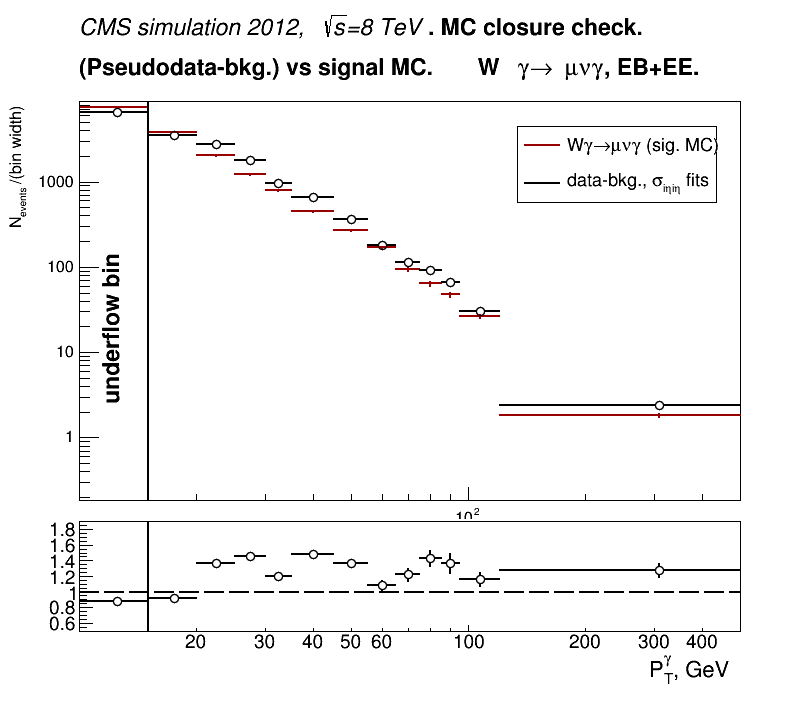 CMS simulation 2012, √s=8 TeV . MC closure check.
(Pseudodata-bkg.) vs signal MC. W γ→ μνγ, EB+EE.
N_events /(bin width)
Wγ→μνγ (sig. MC)
data-bkg., σ_iηiη fits
underflow bin
1000
100
10
1
10²
1.8
1.6
1.4
1.2
1
0.8
0.6
20 30 40 50 60 100 200 300 400
P_T^γ, GeV